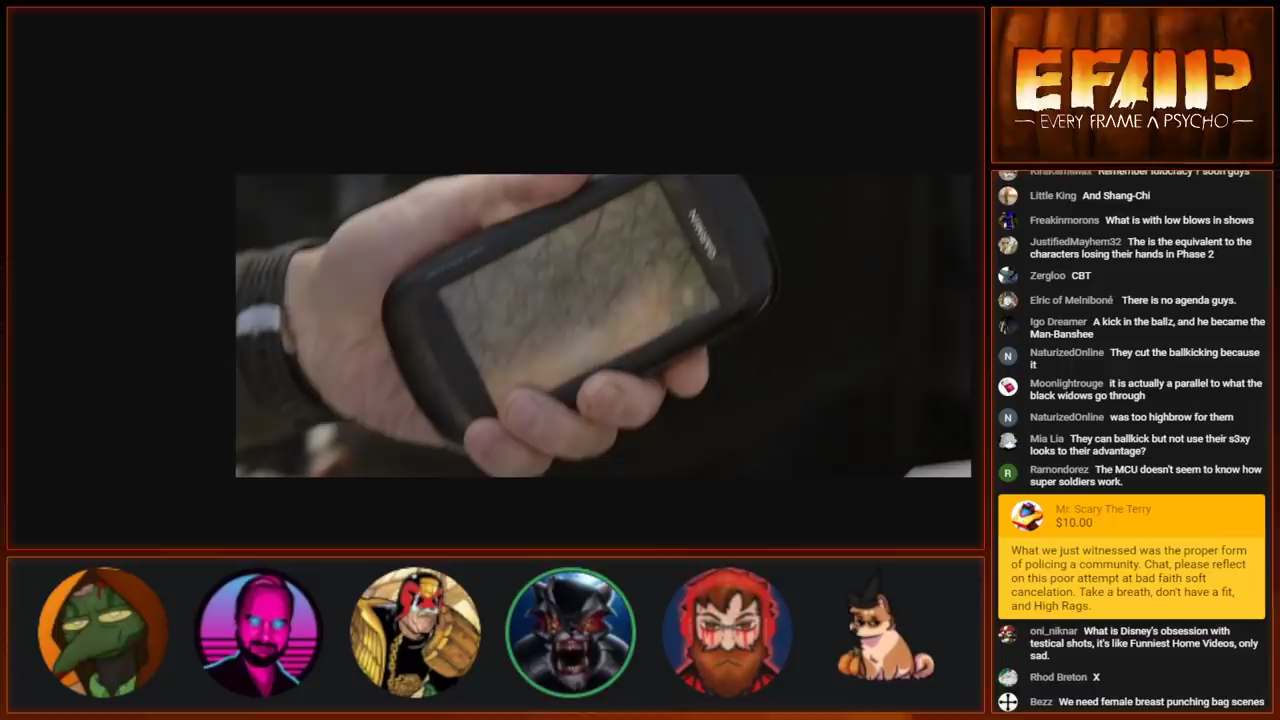 EFAP
EVERY FRAME A PSYCHO
GARMIN
Remember idiocracy ? soon guys
Little King And Shang-Chi
Freakinmorons What is with low blows in shows
JustifiedMayhem32 The is the equivalent to the
characters losing their hands in Phase 2
Zergloo CBT
Elric of Melniboné There is no agenda guys.
Igo Dreamer A kick in the ballz, and he became the
Man-Banshee
N NaturizedOnline They cut the ballkicking because
it
Moonlightrouge it is actually a parallel to what the
black widows go through
N NaturizedOnline was too highbrow for them
Mia Lia They can ballkick but not use their s3xy
looks to their advantage?
R Ramondorez The MCU doesn't seem to know how
super soldiers work.
Mr. Scary The Terry
$10.00
What we just witnessed was the proper form
of policing a community. Chat, please reflect
on this poor attempt at bad faith soft
cancelation. Take a breath, don't have a fit,
and High Rags.
oni_niknar What is Disney's obsession with
testical shots, it's like Funniest Home Videos, only
sad.
Rhod Breton X
Bezz We need female breast punching bag scenes